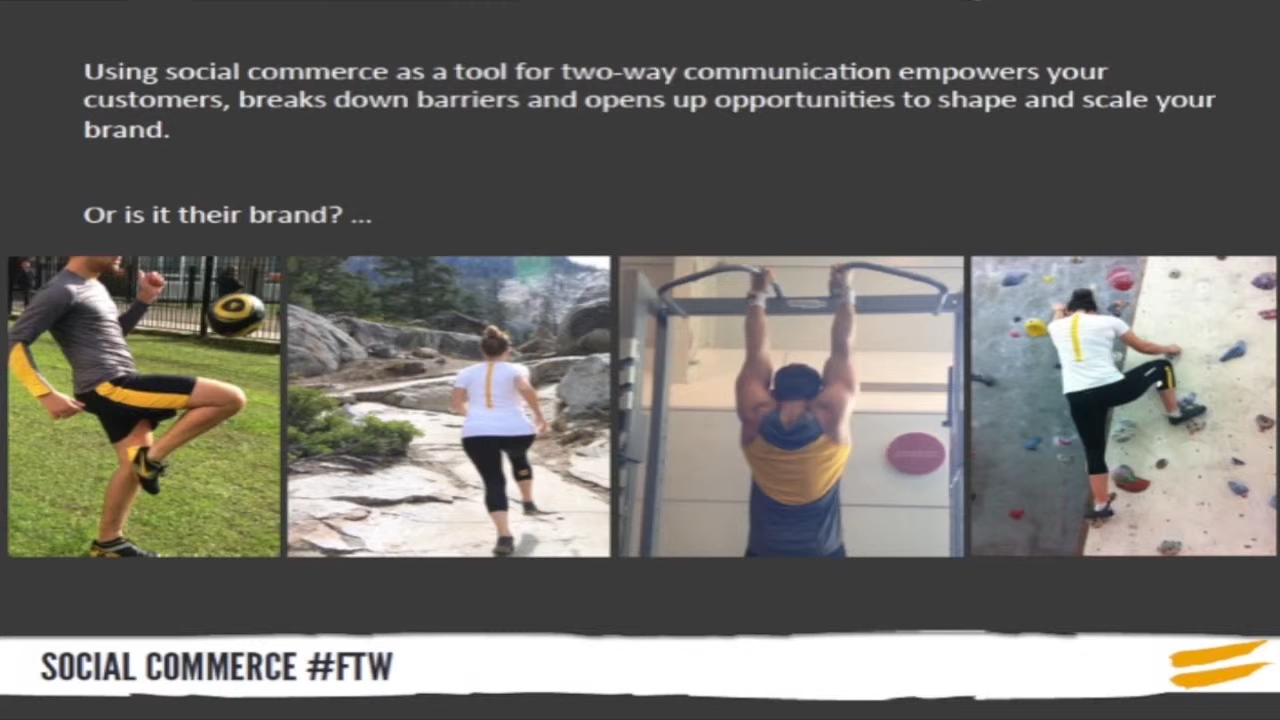 Using social commerce as a tool for two-way communication empowers your
customers, breaks down barriers and opens up opportunities to shape and scale your
brand.
Or is it their brand? ...
SOCIAL COMMERCE #FTW